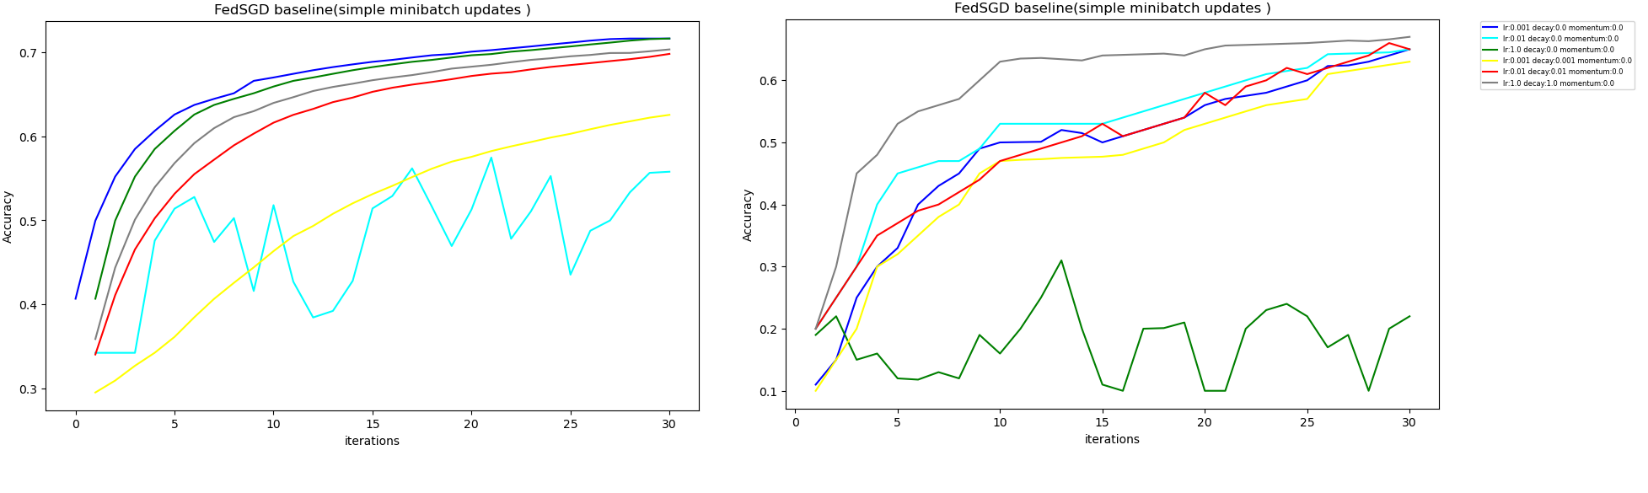 FedSGD baseline(simple minibatch updates )
Accuracy
0.7
0.6
0.5
0.4
0.3
0 5 10 15 20 25 30
iterations
FedSGD baseline(simple minibatch updates )
Accuracy
0.6
0.5
0.4
0.3
0.2
0.1
0 5 10 15 20 25 30
iterations
lr:0.001 decay:0.0 momentum:0.0
lr:0.01 decay:0.0 momentum:0.0
lr:1.0 decay:0.0 momentum:0.0
lr:0.001 decay:0.001 momentum:0.0
lr:0.01 decay:0.01 momentum:0.0
lr:1.0 decay:1.0 momentum:0.0